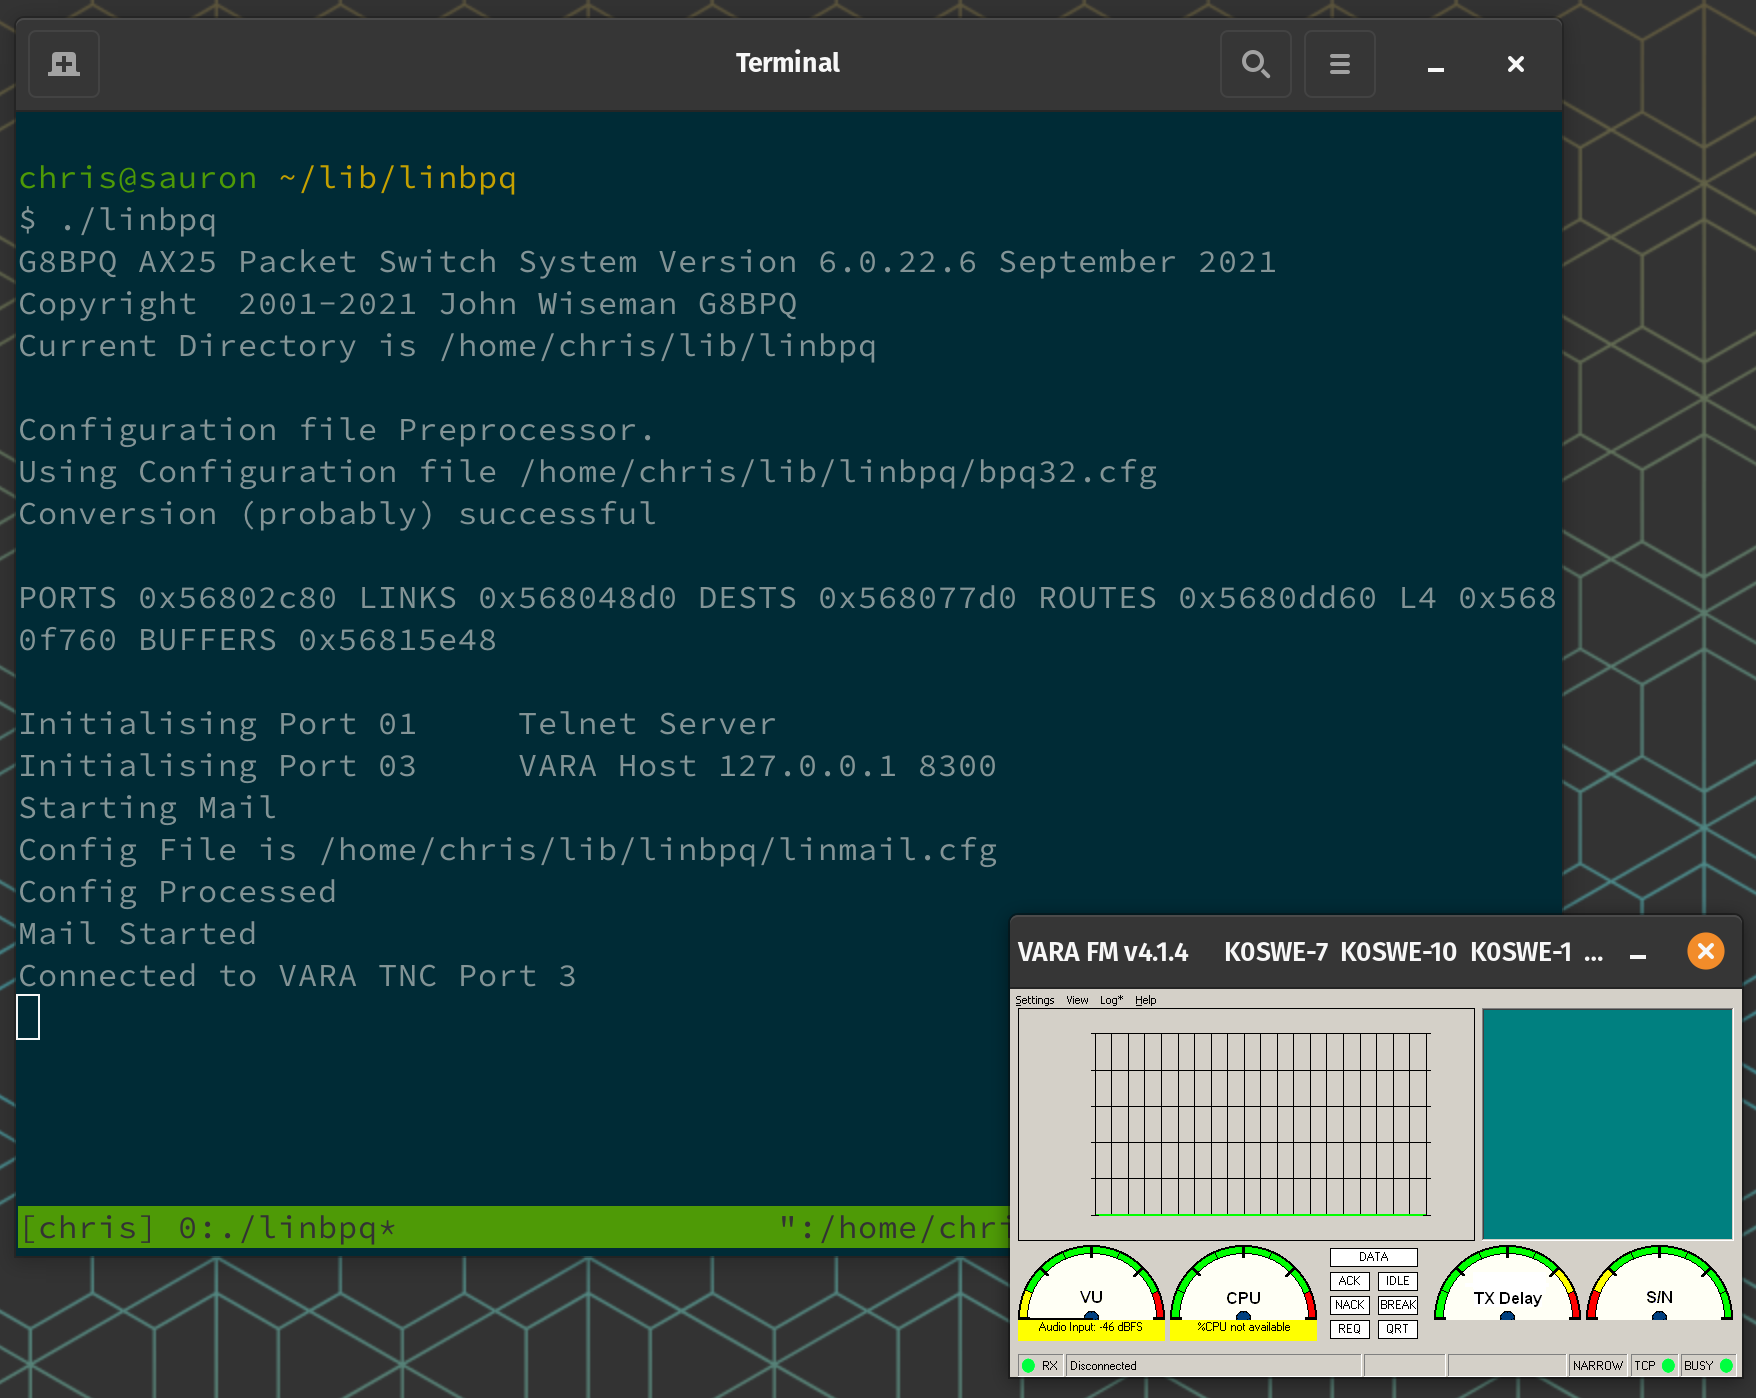 Terminal
chris@sauron ~/lib/linbpq
$ ./linbpq
G8BPQ AX25 Packet Switch System Version 6.0.22.6 September 2021
Copyright  2001-2021 John Wiseman G8BPQ
Current Directory is /home/chris/lib/linbpq
Configuration file Preprocessor.
Using Configuration file /home/chris/lib/linbpq/bpq32.cfg
Conversion (probably) successful
PORTS 0x56802c80 LINKS 0x568048d0 DESTS 0x568077d0 ROUTES 0x5680dd60 L4 0x568
0f760 BUFFERS 0x56815e48
Initialising Port 01     Telnet Server
Initialising Port 03     VARA Host 127.0.0.1 8300
Starting Mail
Config File is /home/chris/lib/linbpq/linmail.cfg
Config Processed
Mail Started
Connected to VARA TNC Port 3
[chris] 0:./linbpq*                   ":/home/chri
VARA FM v4.1.4     K0SWE-7  K0SWE-10  K0SWE-1  ...
Settings View Log* Help
VU
Audio Input: -46 dBFS
CPU
%CPU not available
DATA
ACK IDLE
NACK BREAK
REQ QRT
TX Delay
S/N
RX Disconnected NARROW TCP BUSY